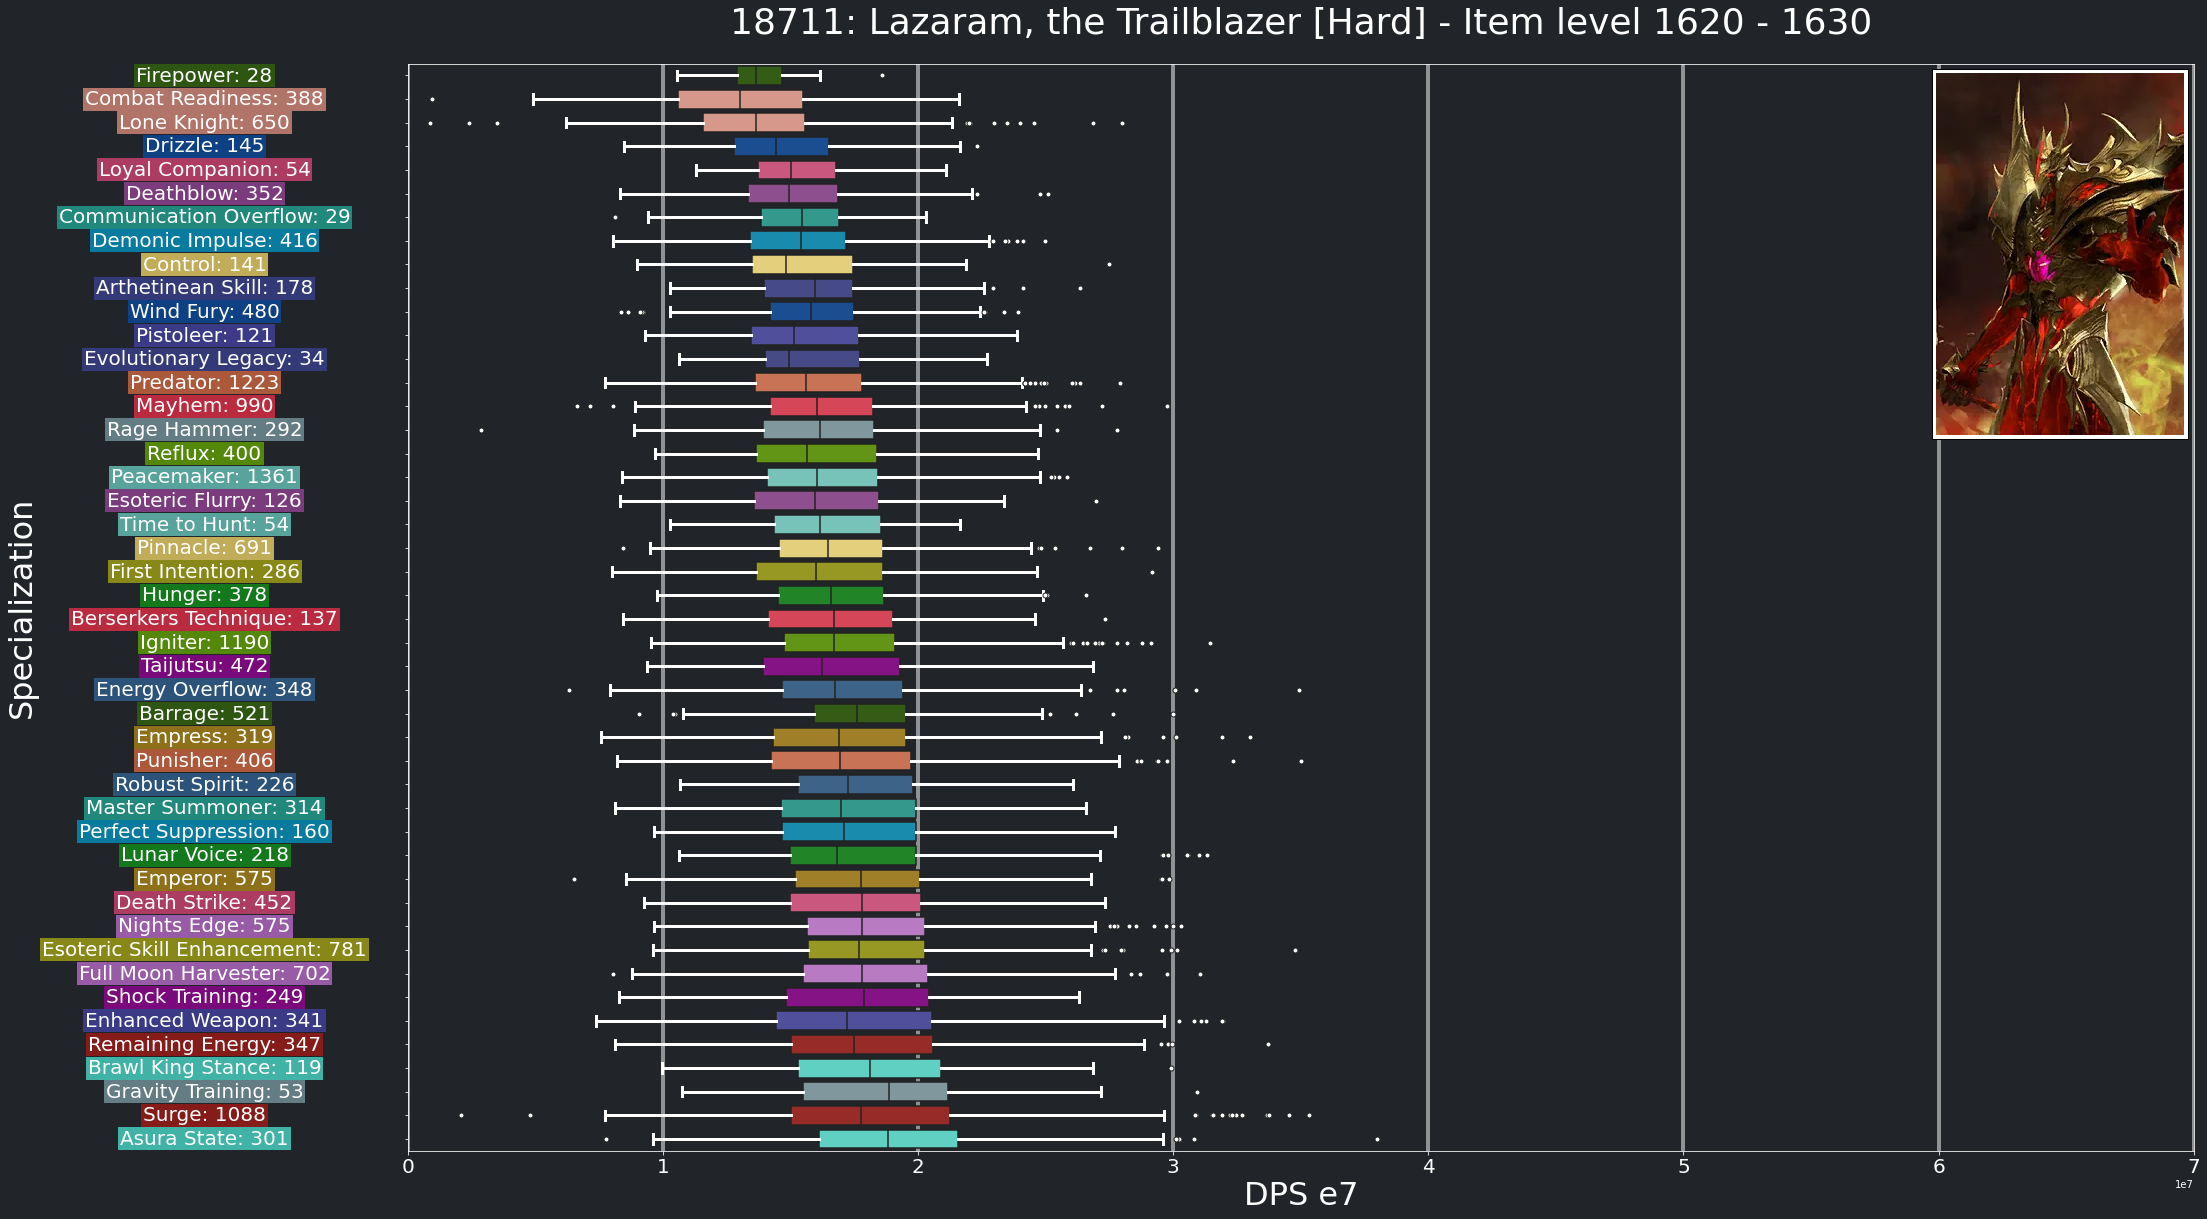 18711: Lazaram, the Trailblazer [Hard] - Item level 1620 - 1630
Specialization
Firepower: 28
Combat Readiness: 388
Lone Knight: 650
Drizzle: 145
Loyal Companion: 54
Deathblow: 352
Communication Overflow: 29
Demonic Impulse: 416
Control: 141
Arthetinean Skill: 178
Wind Fury: 480
Pistoleer: 121
Evolutionary Legacy: 34
Predator: 1223
Mayhem: 990
Rage Hammer: 292
Reflux: 400
Peacemaker: 1361
Esoteric Flurry: 126
Time to Hunt: 54
Pinnacle: 691
First Intention: 286
Hunger: 378
Berserkers Technique: 137
Igniter: 1190
Taijutsu: 472
Energy Overflow: 348
Barrage: 521
Empress: 319
Punisher: 406
Robust Spirit: 226
Master Summoner: 314
Perfect Suppression: 160
Lunar Voice: 218
Emperor: 575
Death Strike: 452
Nights Edge: 575
Esoteric Skill Enhancement: 781
Full Moon Harvester: 702
Shock Training: 249
Enhanced Weapon: 341
Remaining Energy: 347
Brawl King Stance: 119
Gravity Training: 53
Surge: 1088
Asura State: 301
0 1 2 3 4 5 6 7
DPS e7
1e7